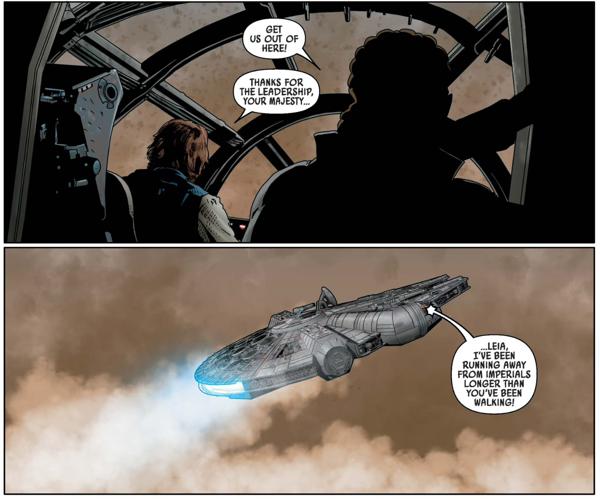 GET
US OUT OF
HERE!
THANKS FOR
THE LEADERSHIP,
YOUR MAJESTY...
...LEIA,
I'VE BEEN
RUNNING AWAY
FROM IMPERIALS
LONGER THAN
YOU'VE BEEN
WALKING!